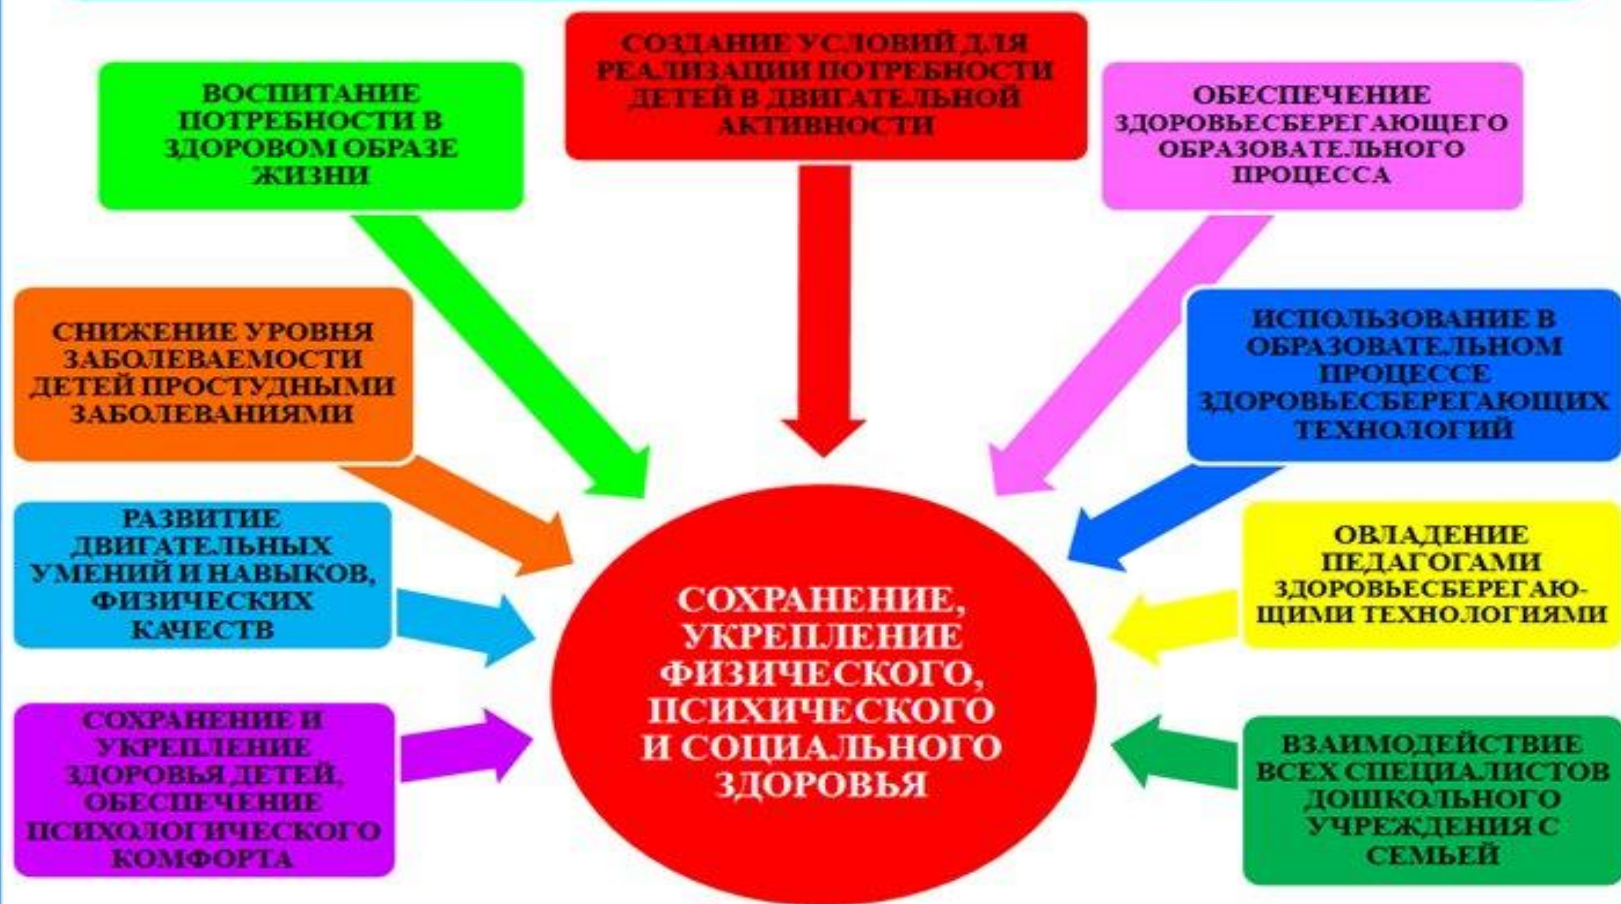 СОЗДАНИЕ УСЛОВИЙ ДЛЯ
РЕАЛИЗАЦИИ ПОТРЕБНОСТИ
ДЕТЕЙ В ДВИГАТЕЛЬНОЙ
АКТИВНОСТИ
ВОСПИТАНИЕ
ПОТРЕБНОСТИ В
ЗДОРОВОМ ОБРАЗЕ
ЖИЗНИ
ОБЕСПЕЧЕНИЕ
ЗДОРОВЬЕСБЕРЕГАЮЩЕГО
ОБРАЗОВАТЕЛЬНОГО
ПРОЦЕССА
СНИЖЕНИЕ УРОВНЯ
ЗАБОЛЕВАЕМОСТИ
ДЕТЕЙ ПРОСТУДНЫМИ
ЗАБОЛЕВАНИЯМИ
ИСПОЛЬЗОВАНИЕ В
ОБРАЗОВАТЕЛЬНОМ
ПРОЦЕССЕ
ЗДОРОВЬЕСБЕРЕГАЮЩИХ
ТЕХНОЛОГИЙ
РАЗВИТИЕ
ДВИГАТЕЛЬНЫХ
УМЕНИЙ И НАВЫКОВ,
ФИЗИЧЕСКИХ
КАЧЕСТВ
ОВЛАДЕНИЕ
ПЕДАГОГАМИ
ЗДОРОВЬЕСБЕРЕГАЮ-
ЩИМИ ТЕХНОЛОГИЯМИ
СОХРАНЕНИЕ,
УКРЕПЛЕНИЕ
ФИЗИЧЕСКОГО,
ПСИХИЧЕСКОГО
И СОЦИАЛЬНОГО
ЗДОРОВЬЯ
СОХРАНЕНИЕ И
УКРЕПЛЕНИЕ
ЗДОРОВЬЯ ДЕТЕЙ,
ОБЕСПЕЧЕНИЕ
ПСИХОЛОГИЧЕСКОГО
КОМФОРТА
ВЗАИМОДЕЙСТВИЕ
ВСЕХ СПЕЦИАЛИСТОВ
ДОШКОЛЬНОГО
УЧРЕЖДЕНИЯ С
СЕМЬЕЙ